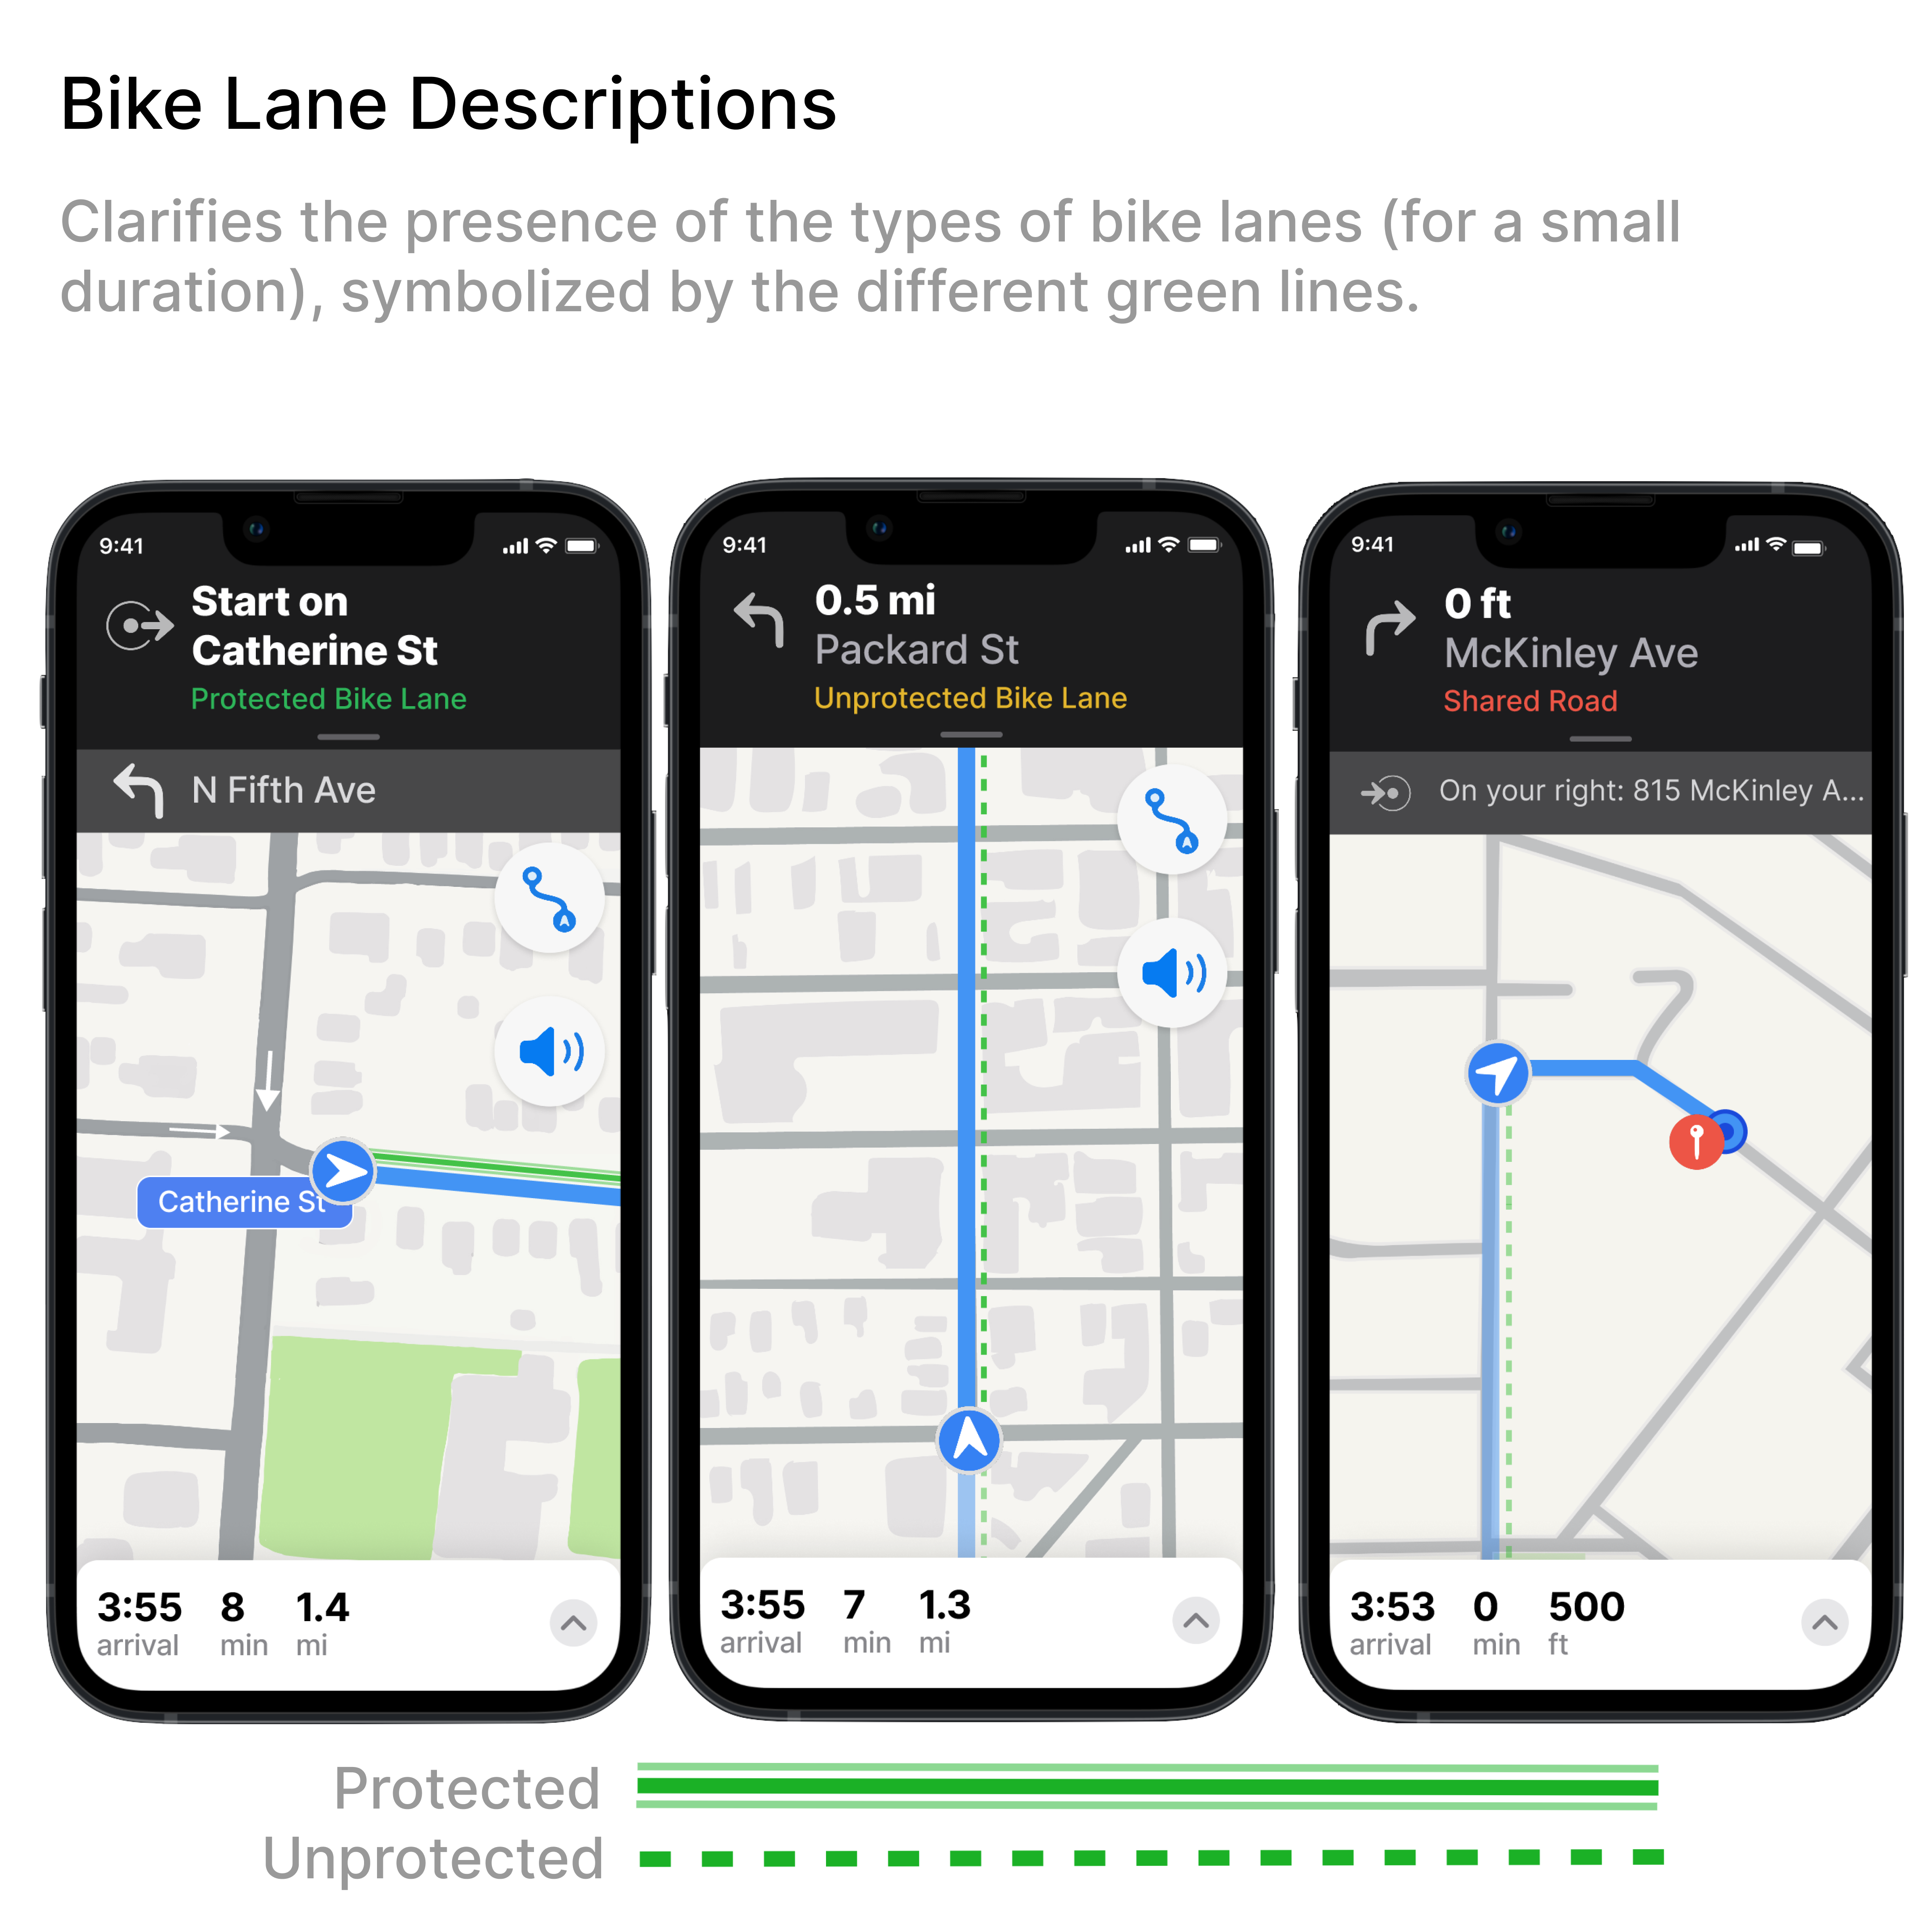 Bike Lane Descriptions
Clarifies the presence of the types of bike lanes (for a small
duration), symbolized by the different green lines.
9:41
Start on
Catherine St
Protected Bike Lane
N Fifth Ave
Catherine St
3:55 8 1.4
arrival min mi
9:41
0.5 mi
Packard St
Unprotected Bike Lane
3:55 7 1.3
arrival min mi
9:41
0 ft
McKinley Ave
Shared Road
On your right: 815 McKinley A...
3:53 0 500
arrival min ft
Protected
Unprotected